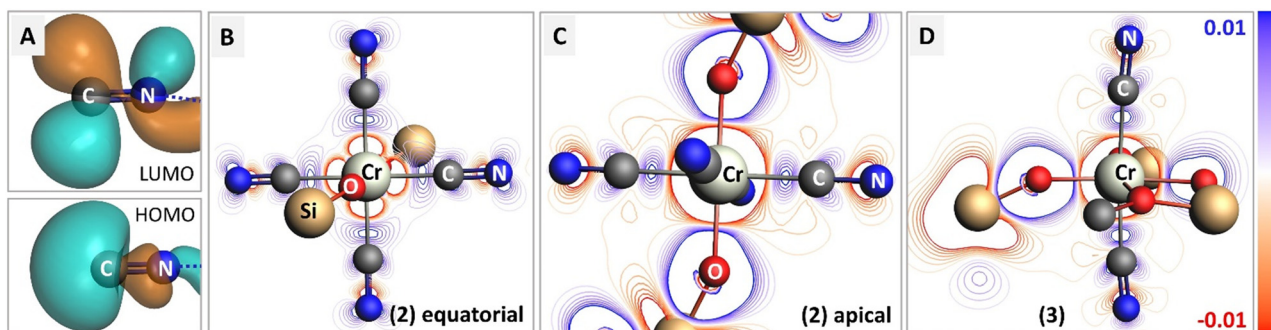 A
C N
LUMO
HOMO
C N
B
Cr
C N
O
Si
(2) equatorial
C
Cr
C N
O
(2) apical
D
N
C
Cr
(3)
0.01
-0.01